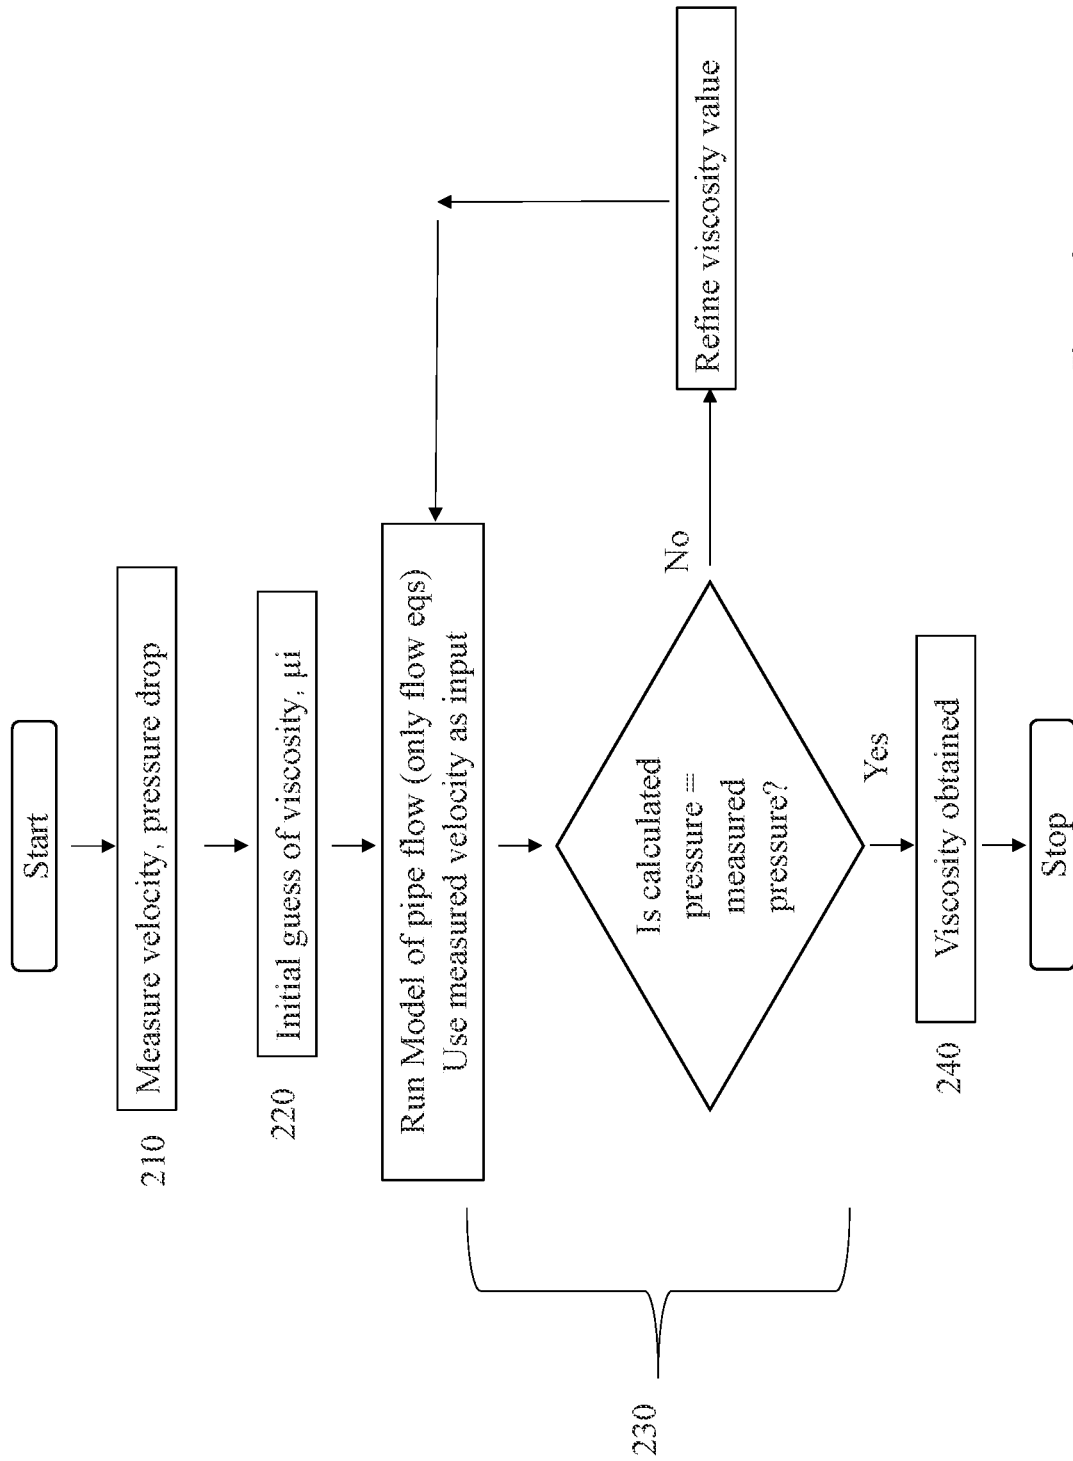 Start
210
Measure velocity, pressure drop
220
Initial guess of viscosity, μi
Run Model of pipe flow (only flow eqs)
Use measured velocity as input
230
Is calculated
pressure =
measured
pressure?
No
Refine viscosity value
Yes
240
Viscosity obtained
Stop